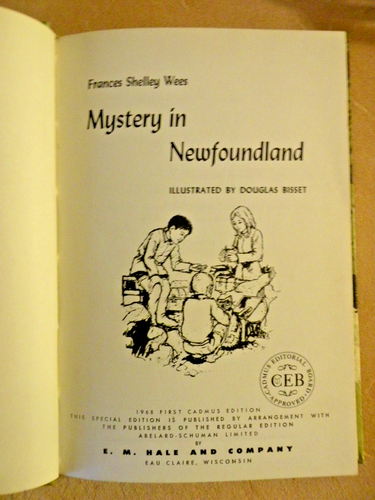 Frances Shelley Wees
Mystery in
Newfoundland
ILLUSTRATED BY DOUGLAS BISSET
CADMUS EDITORIAL BOARD
CEB
APPROVED
1968 FIRST CADMUS EDITION
THIS SPECIAL EDITION IS PUBLISHED BY ARRANGEMENT WITH
THE PUBLISHERS OF THE REGULAR EDITION
ABELARD-SCHUMAN LIMITED
BY
E. M. HALE AND COMPANY
EAU CLAIRE, WISCONSIN